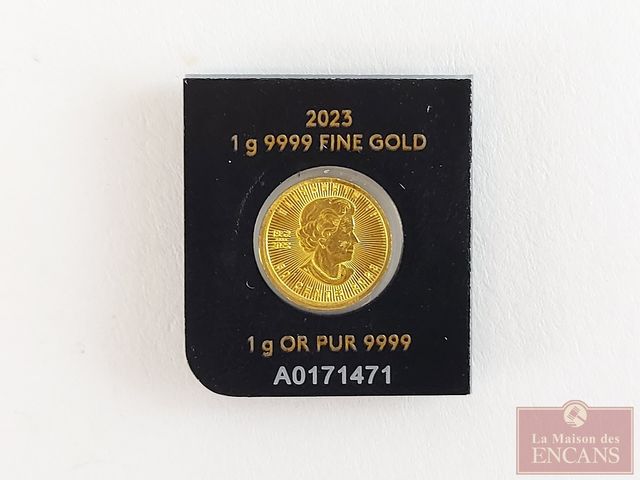 2023
1 g 9999 FINE GOLD
1 g OR PUR 9999
A0171471
La Maison des
ENCANS